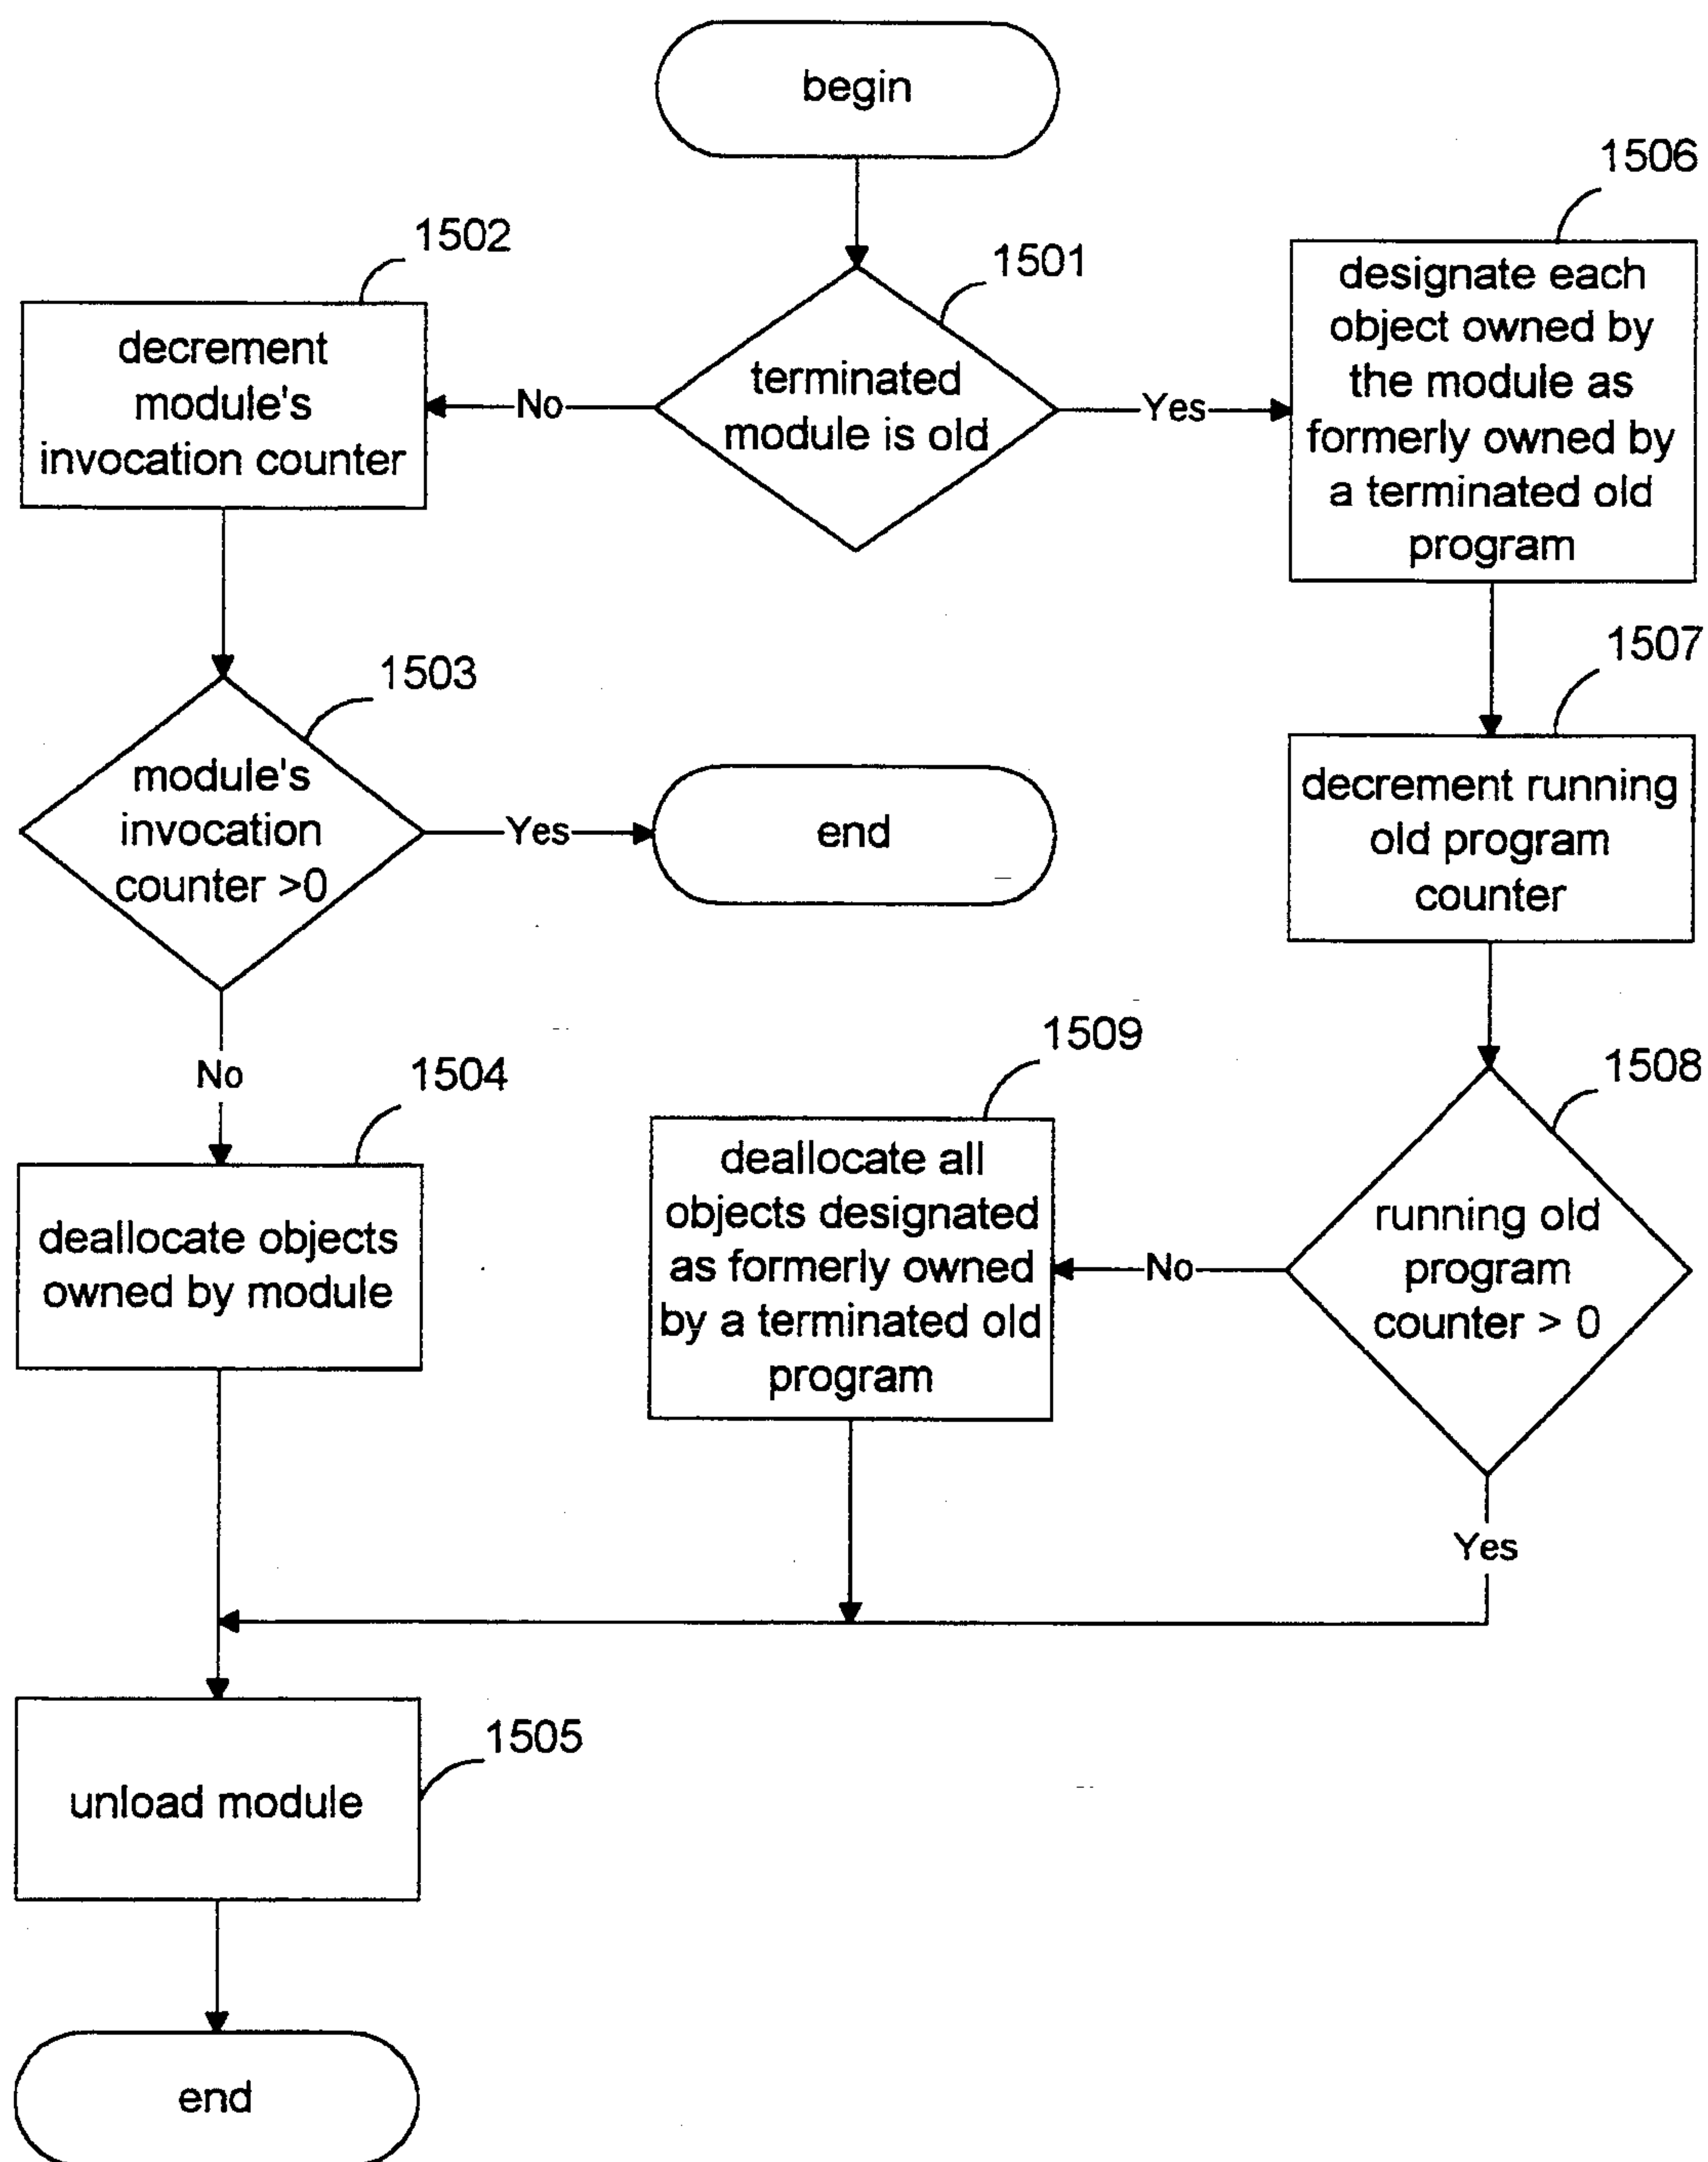 begin
1506
designate each
object owned by
the module as
formerly owned by
a terminated old
program
1502
decrement
module's
invocation counter
No
1501
terminated
module is old
Yes
1507
decrement running
old program
counter
1503
module's
invocation
counter >0
Yes
end
No
1504
deallocate objects
owned by module
1509
deallocate all
objects designated
as formerly owned
by a terminated old
program
No
1508
running old
program
counter > 0
Yes
1505
unload module
end